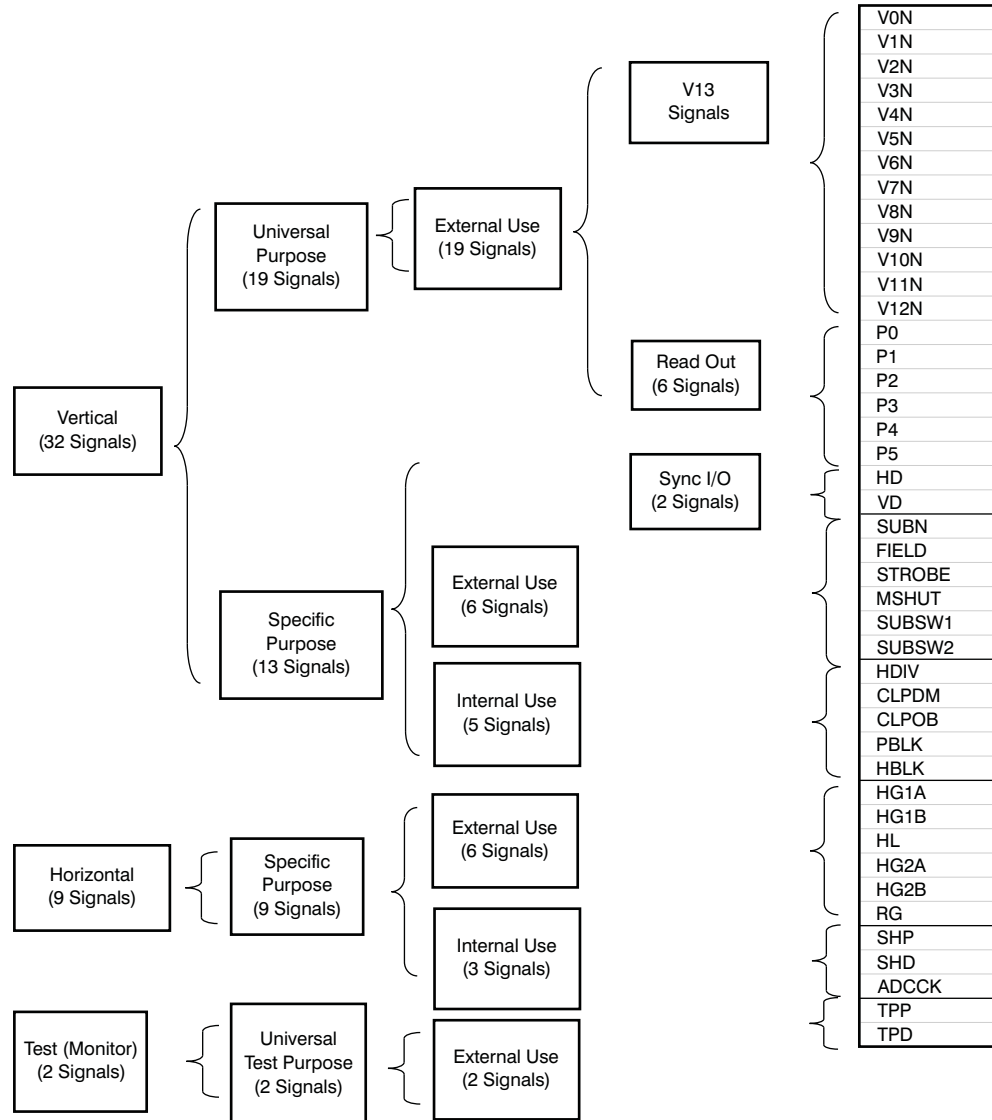 Vertical
(32 Signals)
Universal
Purpose
(19 Signals)
External Use
(19 Signals)
V13
Signals
Read Out
(6 Signals)
Specific
Purpose
(13 Signals)
Sync I/O
(2 Signals)
External Use
(6 Signals)
Internal Use
(5 Signals)
Horizontal
(9 Signals)
Specific
Purpose
(9 Signals)
External Use
(6 Signals)
Internal Use
(3 Signals)
Test (Monitor)
(2 Signals)
Universal
Test Purpose
(2 Signals)
External Use
(2 Signals)
V0N
V1N
V2N
V3N
V4N
V5N
V6N
V7N
V8N
V9N
V10N
V11N
V12N
P0
P1
P2
P3
P4
P5
HD
VD
SUBN
FIELD
STROBE
MSHUT
SUBSW1
SUBSW2
HDIV
CLPDM
CLPOB
PBLK
HBLK
HG1A
HG1B
HL
HG2A
HG2B
RG
SHP
SHD
ADCCK
TPP
TPD